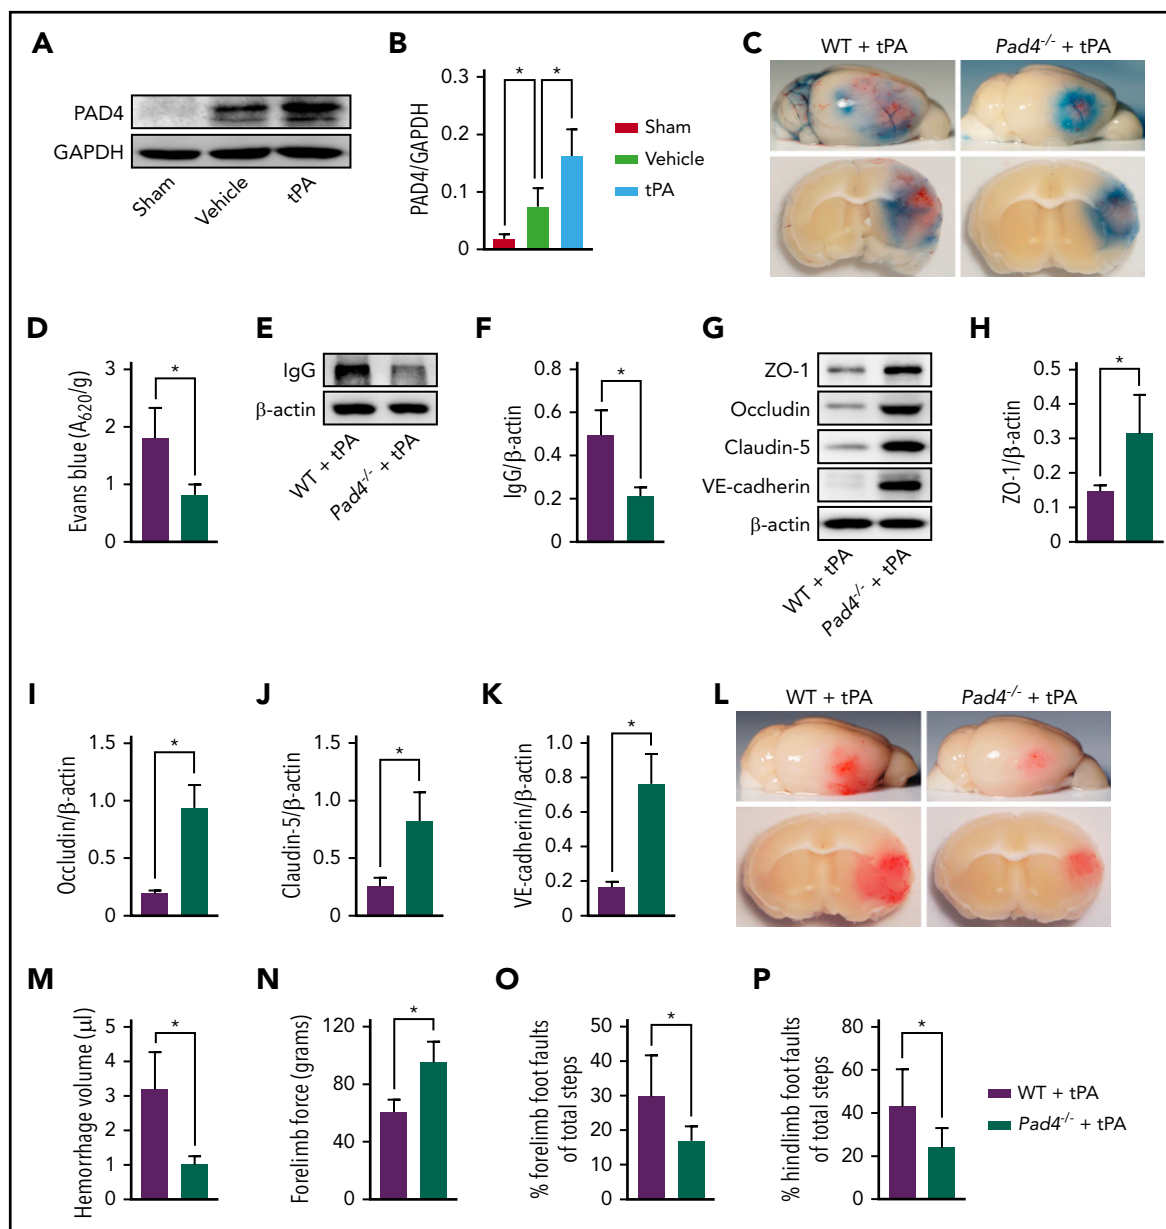 A
PAD4
GAPDH
Sham
Vehicle
tPA
B
*
*
0.3
0.2
0.1
0
PAD4/GAPDH
Sham
Vehicle
tPA
C
WT + tPA
Pad4-/- + tPA
D
*
3
2
1
0
Evans blue (A620/g)
E
IgG
β-actin
WT + tPA
Pad4-/- + tPA
F
*
0.8
0.6
0.4
0.2
0
IgG/β-actin
G
ZO-1
Occludin
Claudin-5
VE-cadherin
β-actin
WT + tPA
Pad4-/- + tPA
H
*
0.5
0.4
0.3
0.2
0.1
0
ZO-1/β-actin
I
*
1.5
1.0
0.5
0
Occludin/β-actin
J
*
1.5
1.0
0.5
0
Claudin-5/β-actin
K
*
1.0
0.8
0.6
0.4
0.2
0
VE-cadherin/β-actin
L
WT + tPA
Pad4-/- + tPA
M
*
5
4
3
2
1
0
Hemorrhage volume (μl)
N
*
120
80
40
0
Forelimb force (grams)
O
*
50
40
30
20
10
0
% forelimb foot faults
of total steps
P
*
80
60
40
20
0
% hindlimb foot faults
of total steps
WT + tPA
Pad4-/- + tPA